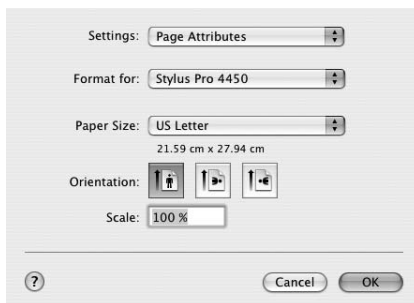 Settings: Page Attributes
Format for: Stylus Pro 4450
Paper Size: US Letter
21.59 cm x 27.94 cm
Orientation:
Scale: 100 %
? Cancel OK